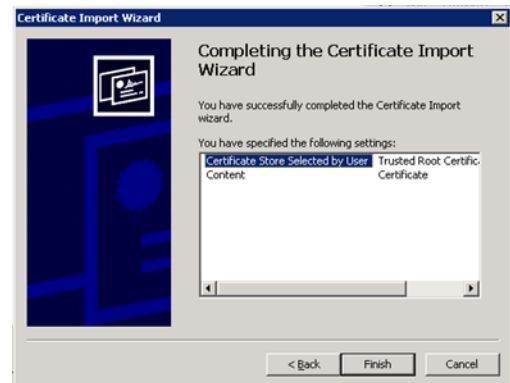 Certificate Import Wizard
Completing the Certificate Import
Wizard
You have successfully completed the Certificate Import
wizard.
You have specified the following settings:
Certificate Store Selected by User Trusted Root Certific
Content Certificate
< Back Finish Cancel